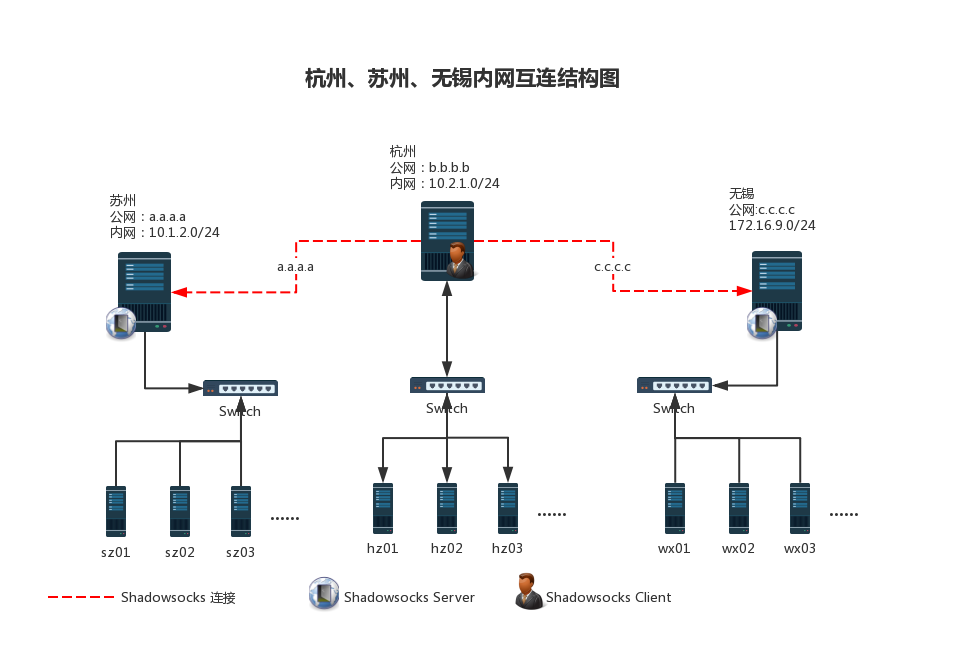 杭州、苏州、无锡内网互连结构图
杭州
公网：b.b.b.b
内网：10.2.1.0/24
苏州
公网：a.a.a.a
内网：10.1.2.0/24
无锡
公网:c.c.c.c
172.16.9.0/24
a.a.a.a
c.c.c.c
Switch
Switch
Switch
......
......
......
sz01
sz02
sz03
hz01
hz02
hz03
wx01
wx02
wx03
Shadowsocks 连接
Shadowsocks Server
Shadowsocks Client